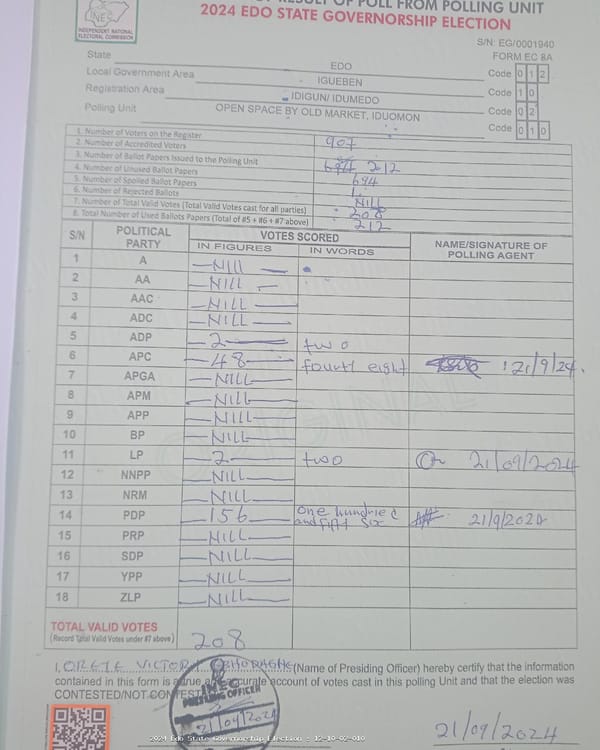 RESULT OF POLL FROM POLLING UNIT
2024 EDO STATE GOVERNORSHIP ELECTION
INEC
INDEPENDENT NATIONAL
ELECTORAL COMMISSION
S/N: EG/0001940
FORM EC 8A
State EDO Code 0 1 2
Local Government Area IGUEBEN Code 1 0
Registration Area IDIGUN/ IDUMEDO Code 0 2
Polling Unit OPEN SPACE BY OLD MARKET, IDUOMON Code 0 1 0
1. Number of Voters on the Register 907
2. Number of Accredited Voters 212
3. Number of Ballot Papers Issued to the Polling Unit
4. Number of Unused Ballot Papers 694
5. Number of Spoiled Ballot Papers
6. Number of Rejected Ballots NILL
7. Number of Total Valid Votes (Total Valid Votes cast for all parties) 208
8. Total Number of Used Ballots Papers (Total of #5 + #6 + #7 above) 212
S/N POLITICAL PARTY VOTES SCORED NAME/SIGNATURE OF POLLING AGENT
IN FIGURES IN WORDS
1 A NILL
2 AA NILL
3 AAC NILL
4 ADC NILL
5 ADP 2 two
6 APC 48 fourti eight 21/9/24.
7 APGA NILL
8 APM NILL
9 APP NILL
10 BP NILL
11 LP 2 two 21/09/2024
12 NNPP NILL
13 NRM NILL
14 PDP 156 one hundred and fift six 21/9/2024
15 PRP NILL
16 SDP NILL
17 YPP NILL
18 ZLP NILL
TOTAL VALID VOTES 208
(Record Total Valid Votes under #7 above)
I, VICTORY (Name of Presiding Officer) hereby certify that the information
contained in this form is a true and accurate account of votes cast in this polling Unit and that the election was
CONTESTED/NOT CONTESTED
INEC
PRESIDING OFFICER
21/09/2024
2024 Edo State Governorship Election : 12-10-02-010
21/09/2024